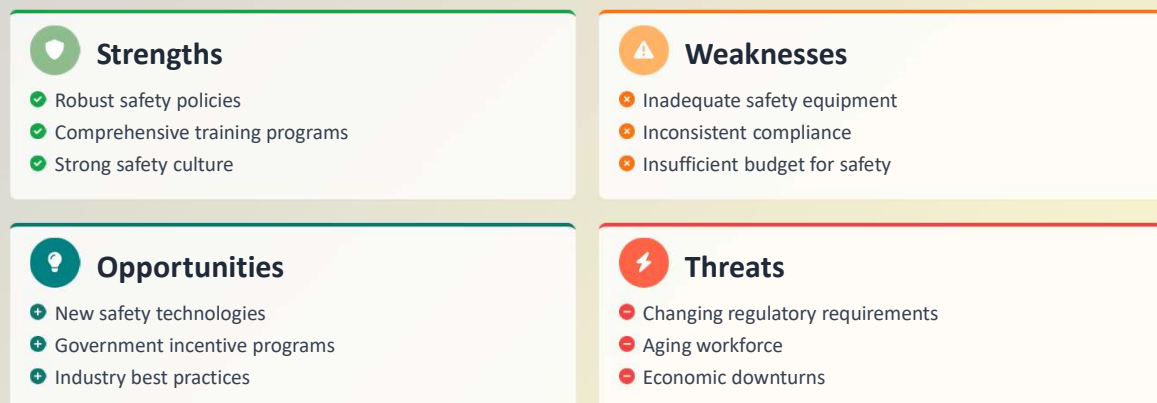 Strengths
Robust safety policies
Comprehensive training programs
Strong safety culture
Weaknesses
Inadequate safety equipment
Inconsistent compliance
Insufficient budget for safety
Opportunities
New safety technologies
Government incentive programs
Industry best practices
Threats
Changing regulatory requirements
Aging workforce
Economic downturns